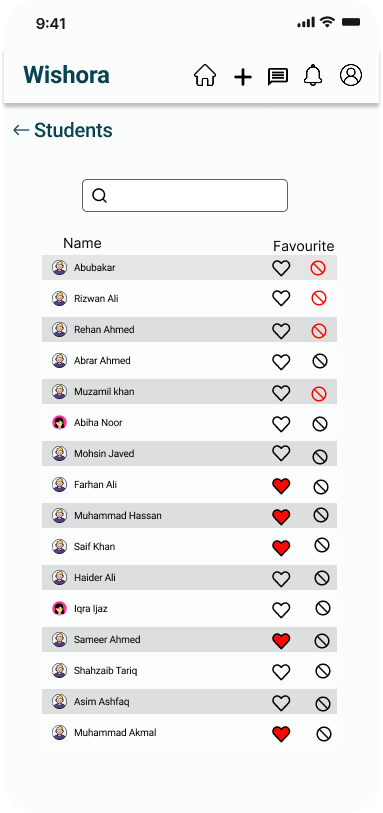 9:41
Wishora
Students
Name Favourite
Abubakar
Rizwan Ali
Rehan Ahmed
Abrar Ahmed
Muzamil khan
Abiha Noor
Mohsin Javed
Farhan Ali
Muhammad Hassan
Saif Khan
Haider Ali
Iqra Ijaz
Sameer Ahmed
Shahzaib Tariq
Asim Ashfaq
Muhammad Akmal